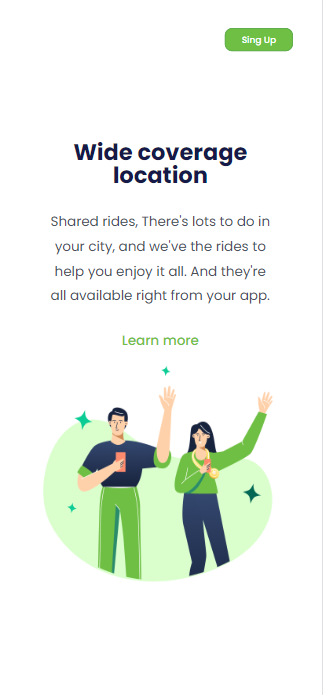 Sing Up
Wide coverage
location
Shared rides, There's lots to do in
your city, and we've the rides to
help you enjoy it all. And they're
all available right from your app.
Learn more